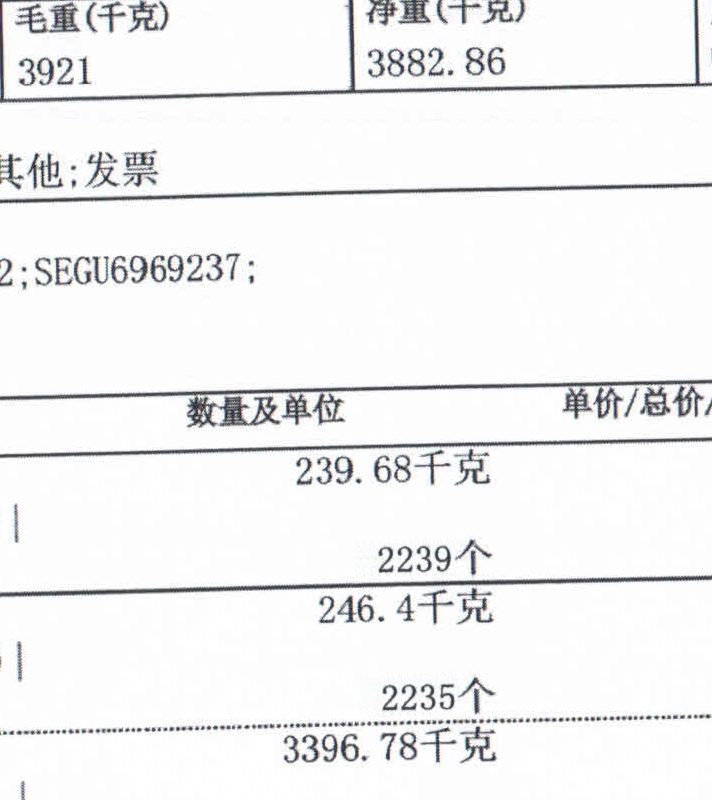 毛重(千克) 净重(千克)
3921 3882.86
其他;发票
2;SEGU6969237;
数量及单位 单价/总价/
239.68千克
|
2239个
246.4千克
|
2235个
3396.78千克
|